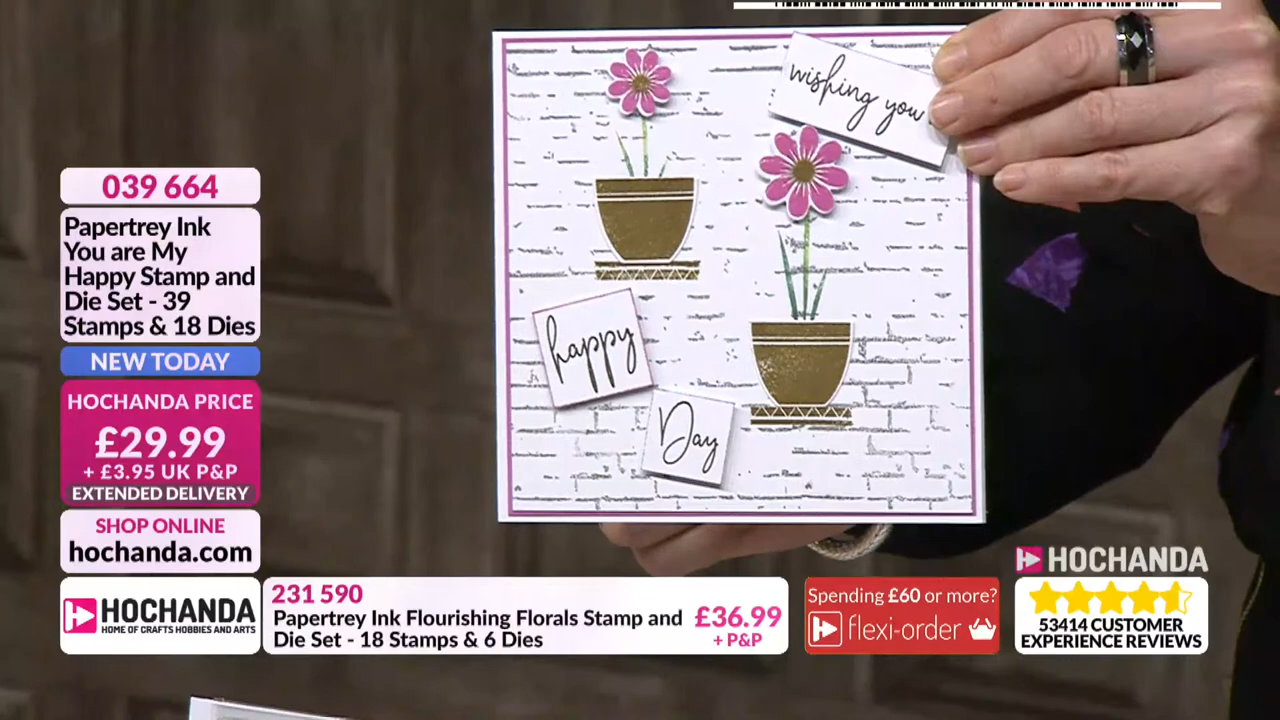 wishing you
happy
Day
039 664
Papertrey Ink
You are My
Happy Stamp and
Die Set - 39
Stamps & 18 Dies
NEW TODAY
HOCHANDA PRICE
£29.99
+ £3.95 UK P&P
EXTENDED DELIVERY
SHOP ONLINE
hochanda.com
HOCHANDA
HOME OF CRAFTS HOBBIES AND ARTS
231 590
Papertrey Ink Flourishing Florals Stamp and
Die Set - 18 Stamps & 6 Dies
£36.99
+ P&P
Spending £60 or more?
flexi-order
HOCHANDA
53414 CUSTOMER
EXPERIENCE REVIEWS